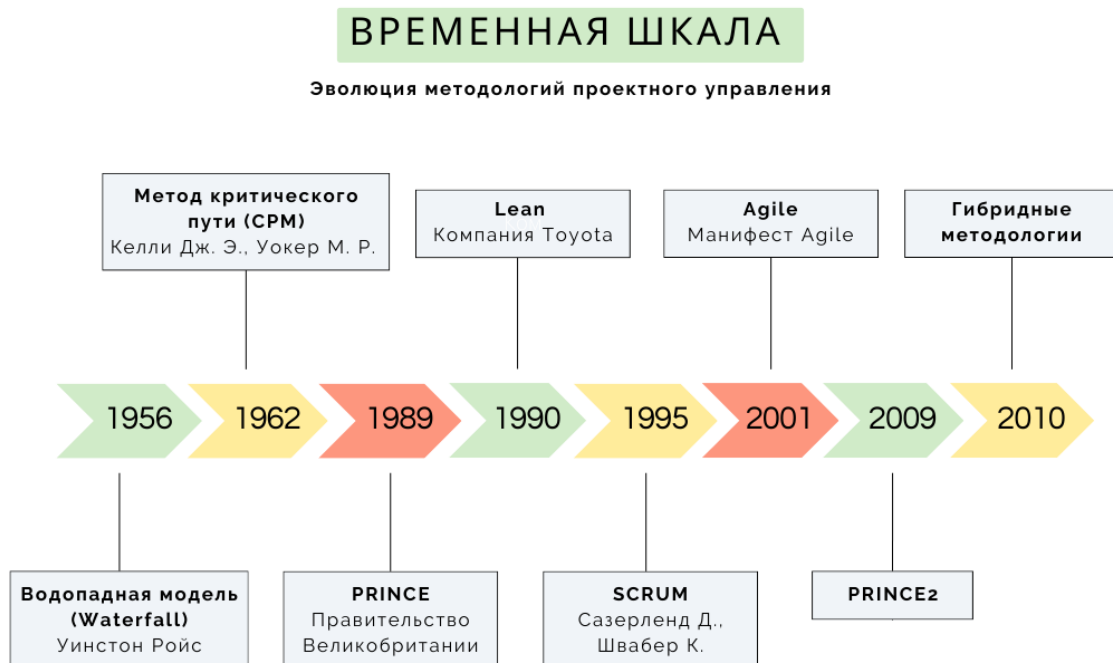 ВРЕМЕННАЯ ШКАЛА
Эволюция методологий проектного управления
Метод критического
пути (CPM)
Келли Дж. Э., Уокер М. Р.
Lean
Компания Toyota
Agile
Манифест Agile
Гибридные
методологии
1956
1962
1989
1990
1995
2001
2009
2010
Водопадная модель
(Waterfall)
Уинстон Ройс
PRINCE
Правительство
Великобритании
SCRUM
Сазерленд Д.,
Швабер К.
PRINCE2